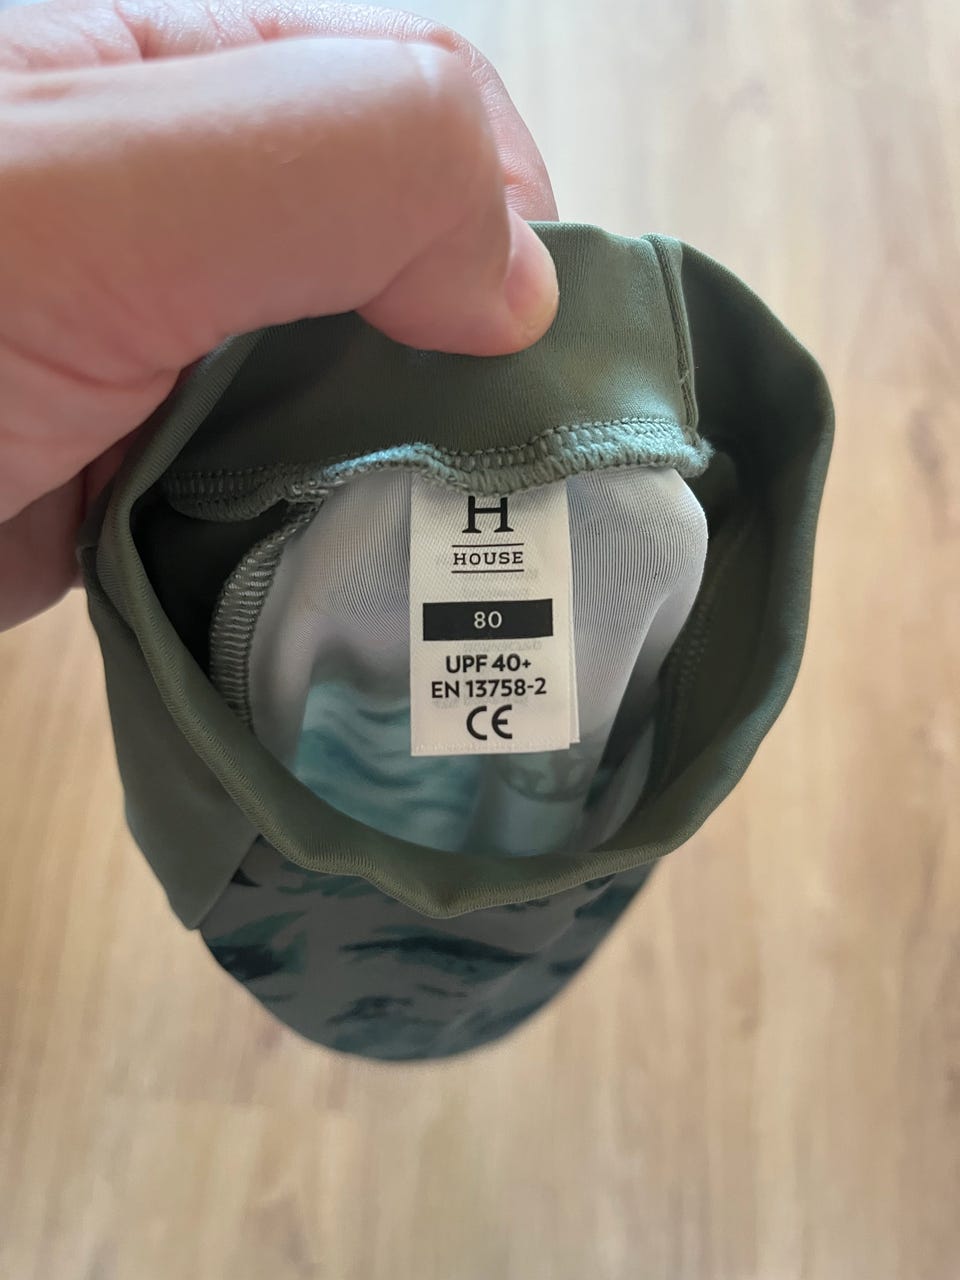 H
HOUSE
80
UPF 40+
EN 13758-2
CE